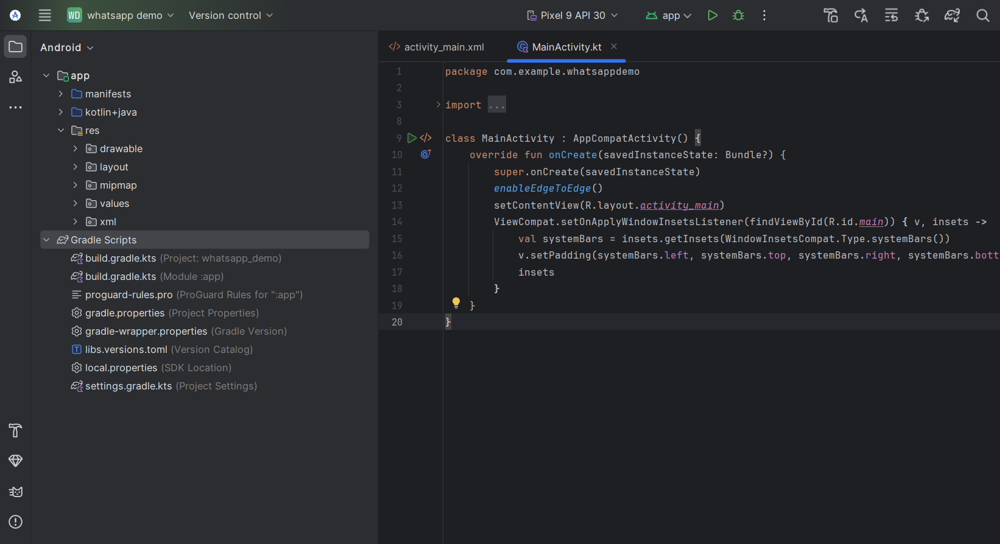 WD whatsapp demo Version control Pixel 9 API 30 app
Android
app
manifests
kotlin+java
res
drawable
layout
mipmap
values
xml
Gradle Scripts
build.gradle.kts (Project: whatsapp_demo)
build.gradle.kts (Module :app)
proguard-rules.pro (ProGuard Rules for ":app")
gradle.properties (Project Properties)
gradle-wrapper.properties (Gradle Version)
libs.versions.toml (Version Catalog)
local.properties (SDK Location)
settings.gradle.kts (Project Settings)
activity_main.xml MainActivity.kt
1 package com.example.whatsappdemo
2
3 import ...
8
9 class MainActivity : AppCompatActivity() {
10 override fun onCreate(savedInstanceState: Bundle?) {
11 super.onCreate(savedInstanceState)
12 enableEdgeToEdge()
13 setContentView(R.layout.activity_main)
14 ViewCompat.setOnApplyWindowInsetsListener(findViewById(R.id.main)) { v, insets ->
15 val systemBars = insets.getInsets(WindowInsetsCompat.Type.systemBars())
16 v.setPadding(systemBars.left, systemBars.top, systemBars.right, systemBars.bott
17 insets
18 }
19 }
20 }